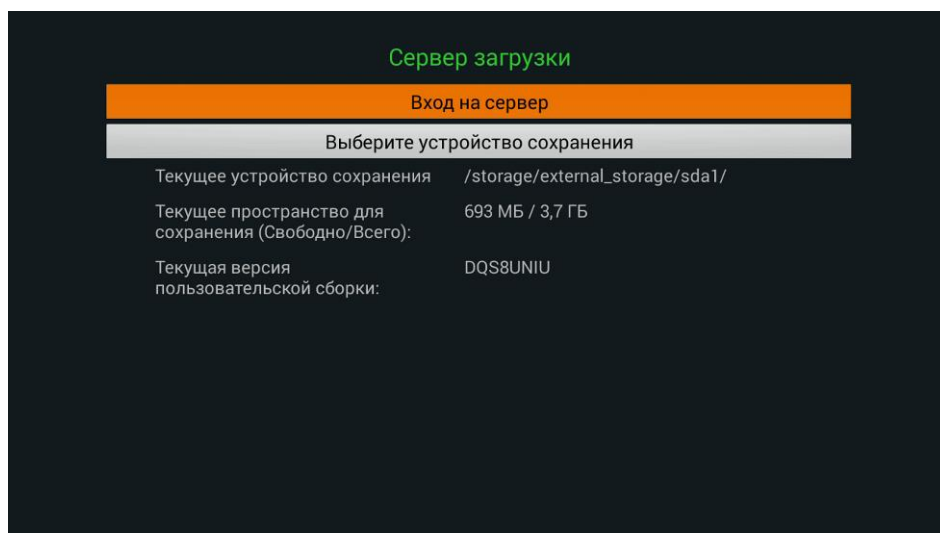 Сервер загрузки
Вход на сервер
Выберите устройство сохранения
Текущее устройство сохранения /storage/external_storage/sda1/
Текущее пространство для 693 МБ / 3,7 ГБ
сохранения (Свободно/Всего):
Текущая версия DQS8UNIU
пользовательской сборки: